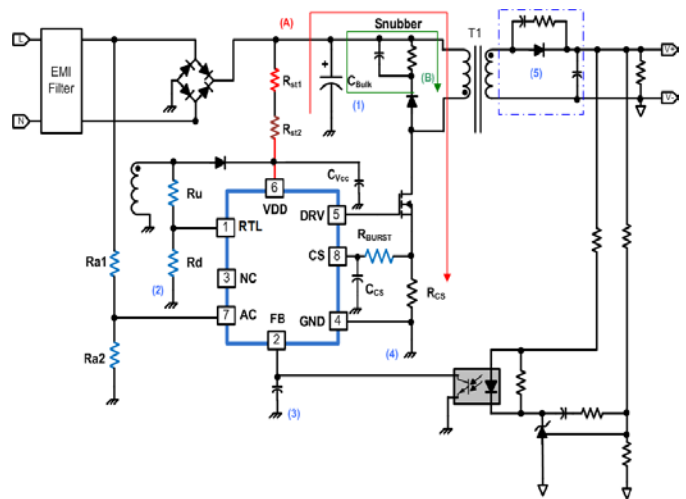 L
N
EMI
Filter
(A)
Snubber
T1
V+
V-
Rst1
Rst2
CBulk
(1)
(B)
(5)
Ru
Rd
(2)
Ra1
Ra2
6
VDD
CVcc
1
RTL
3
NC
7
AC
FB
2
DRV
5
CS
8
GND
4
RBURST
CCS
RCS
(4)
(3)